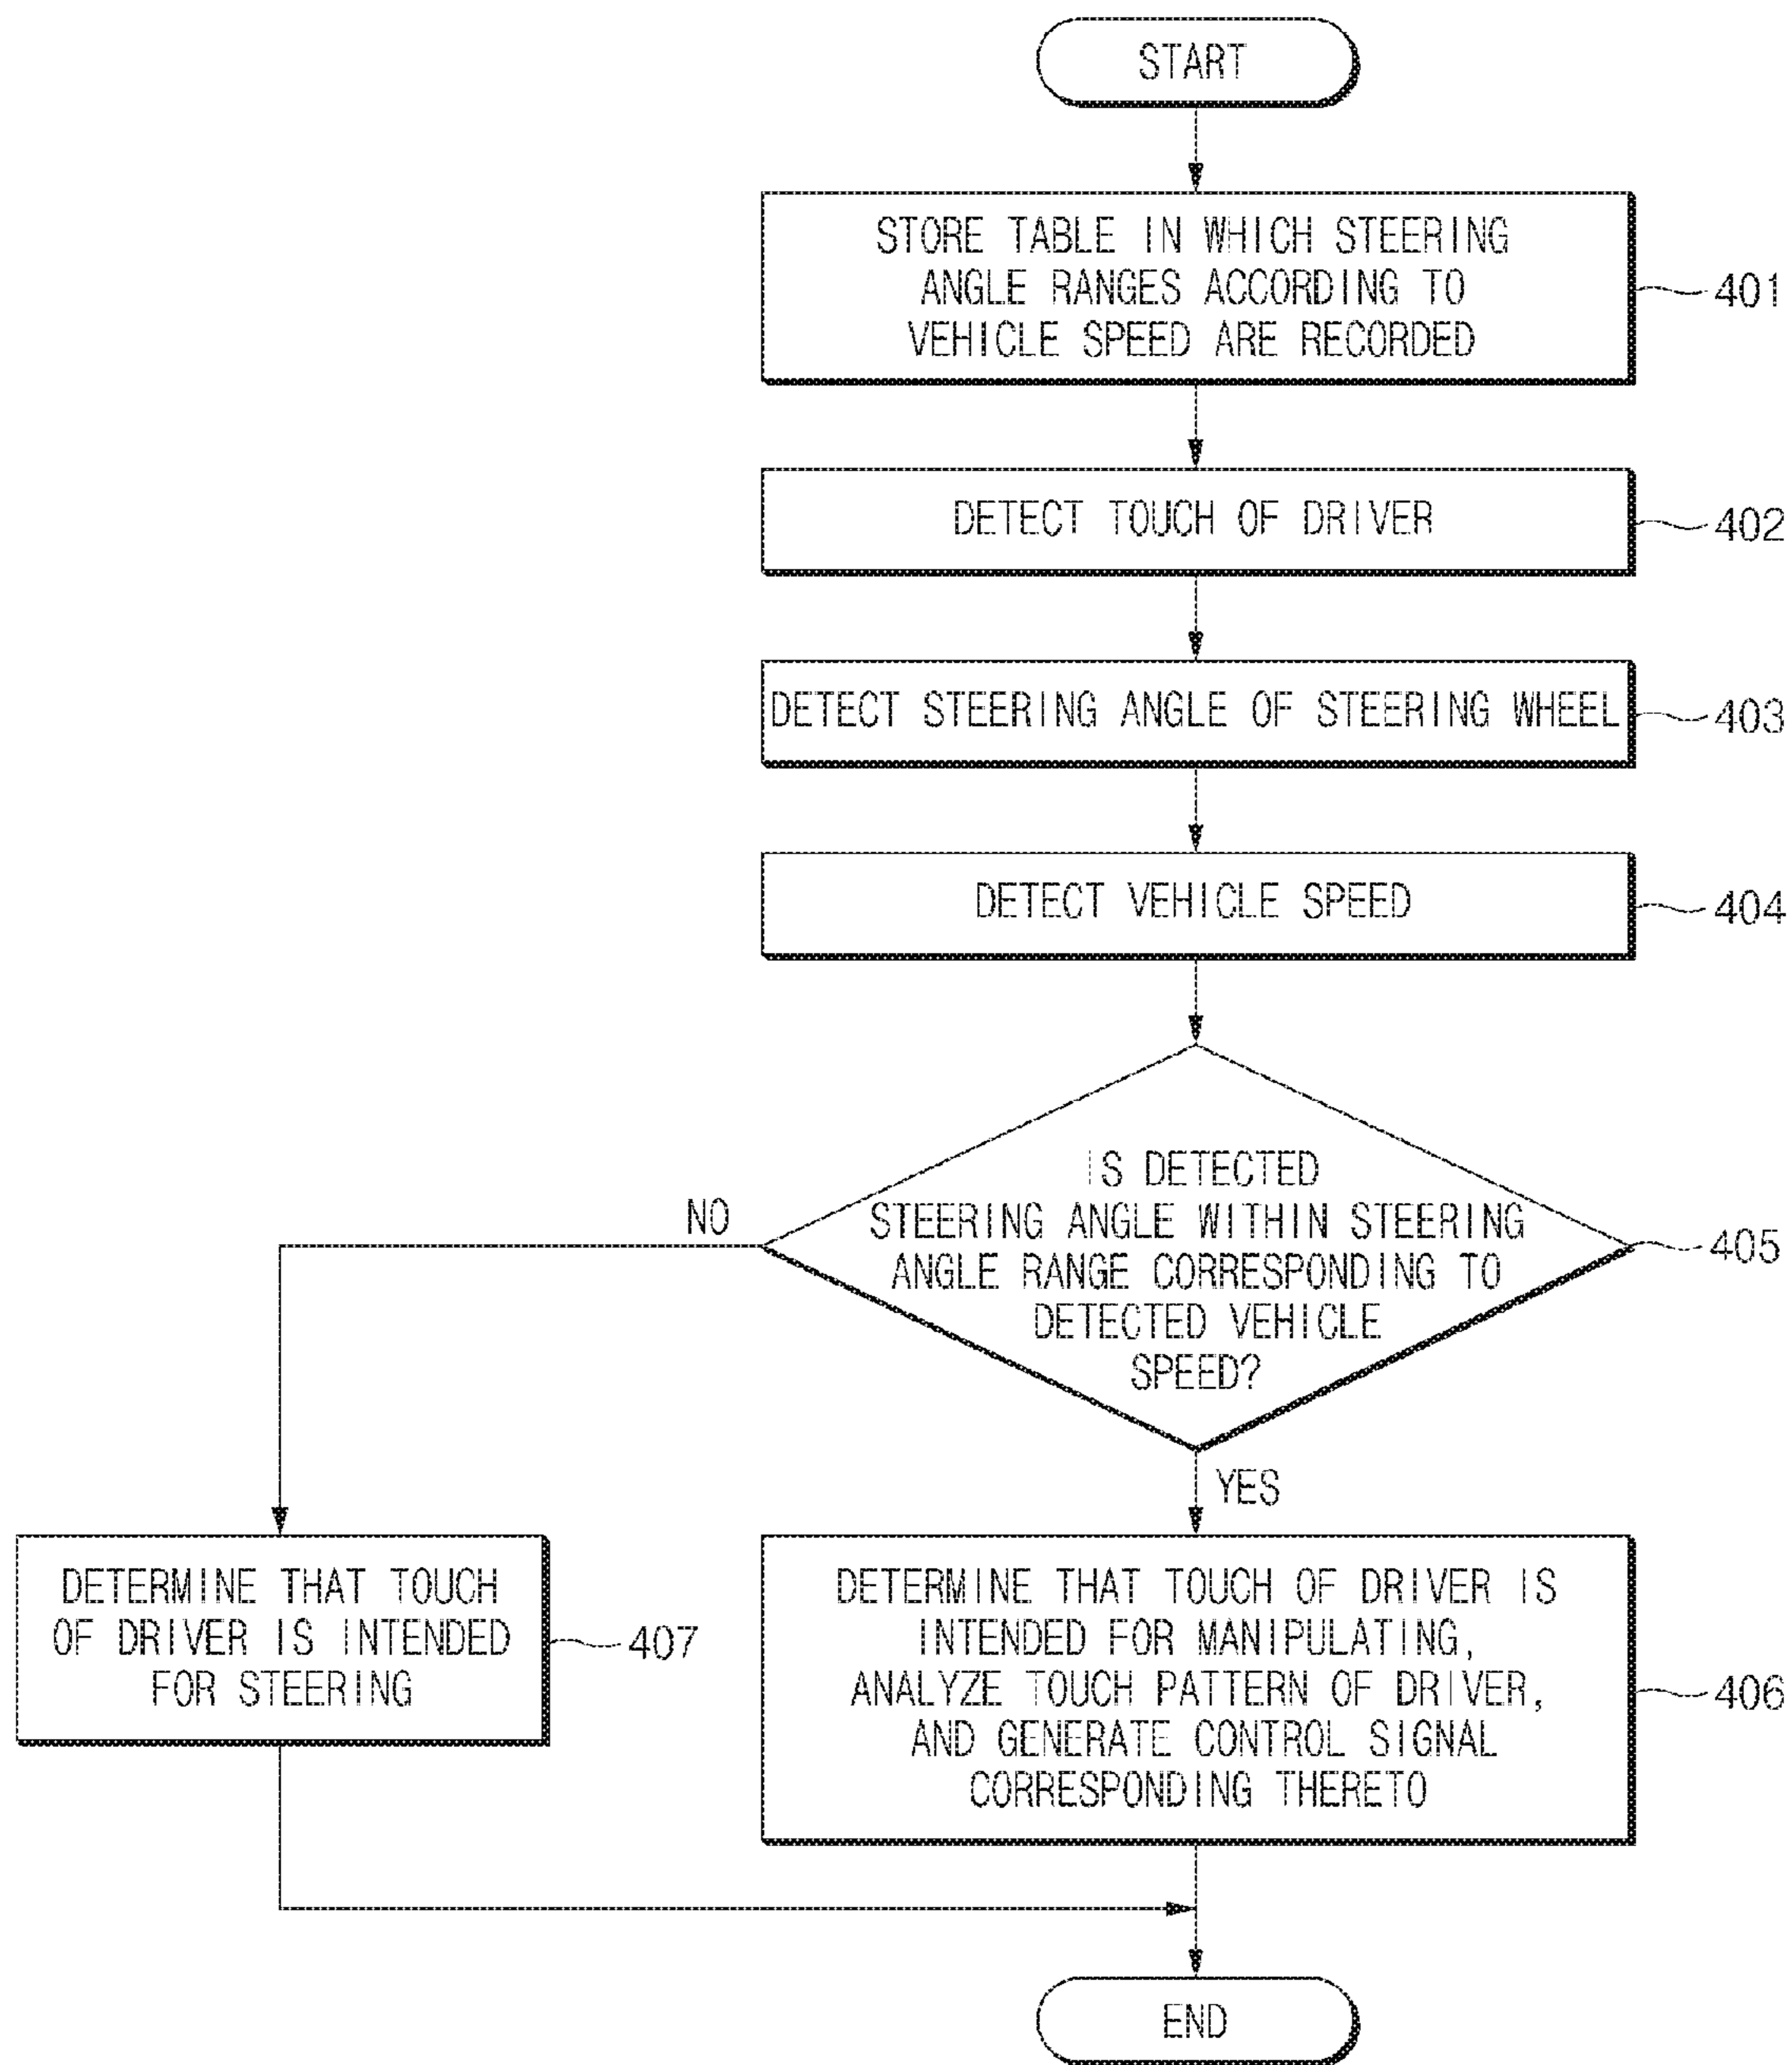 START
STORE TABLE IN WHICH STEERING
ANGLE RANGES ACCORDING TO
VEHICLE SPEED ARE RECORDED
401
DETECT TOUCH OF DRIVER
402
DETECT STEERING ANGLE OF STEERING WHEEL
403
DETECT VEHICLE SPEED
404
IS DETECTED
STEERING ANGLE WITHIN STEERING
ANGLE RANGE CORRESPONDING TO
DETECTED VEHICLE
SPEED?
405
NO
YES
DETERMINE THAT TOUCH
OF DRIVER IS INTENDED
FOR STEERING
407
DETERMINE THAT TOUCH OF DRIVER IS
INTENDED FOR MANIPULATING,
ANALYZE TOUCH PATTERN OF DRIVER,
AND GENERATE CONTROL SIGNAL
CORRESPONDING THERETO
406
END